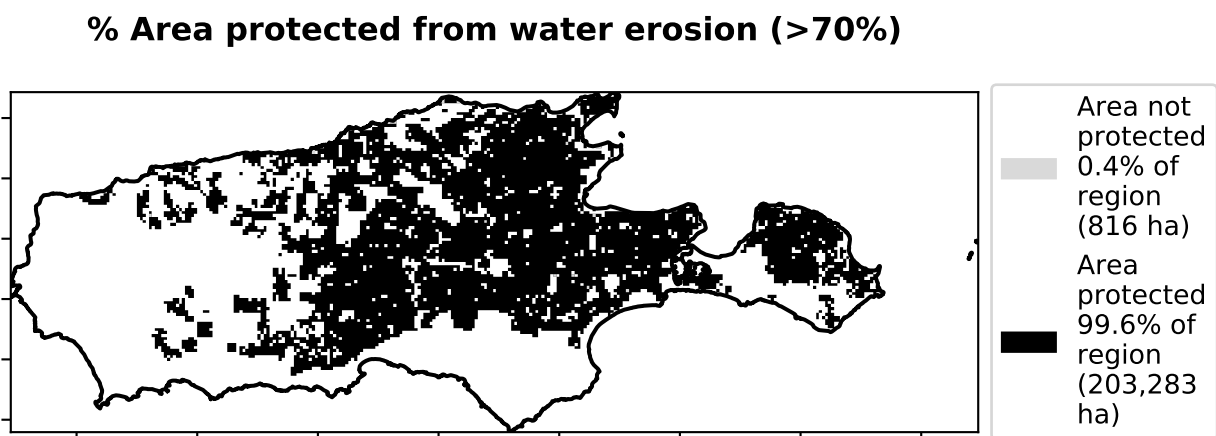 % Area protected from water erosion (>70%)
Area not
protected
0.4% of
region
(816 ha)
Area
protected
99.6% of
region
(203,283
ha)